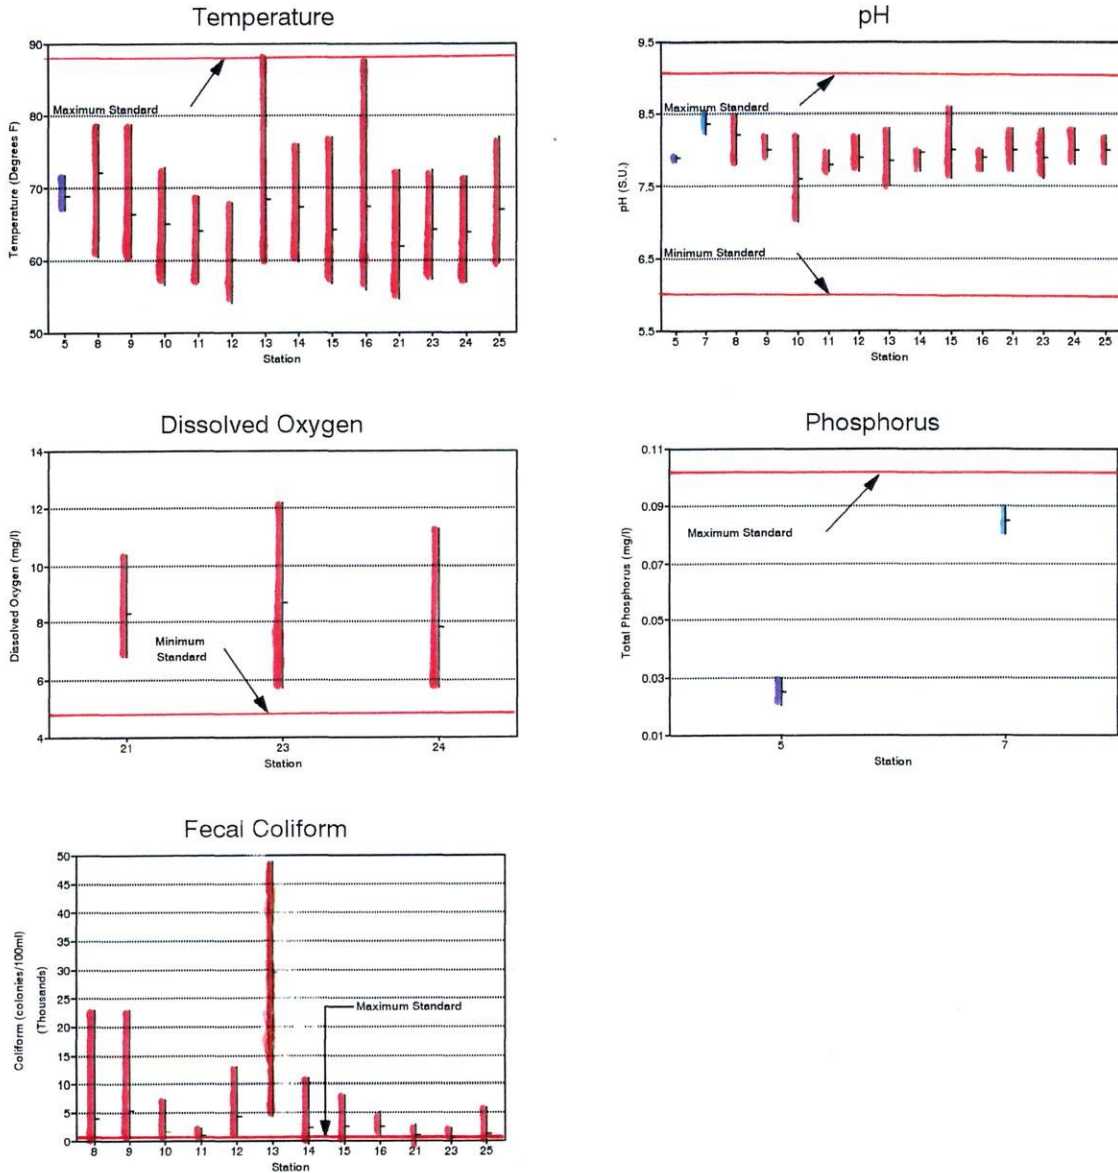 Temperature
90
80
70
60
50
Temperature (Degrees F)
Maximum Standard
5 8 9 10 11 12 13 14 15 16 21 23 24 25
Station
pH
9.5
8.5
7.5
6.5
5.5
pH (S.U.)
Maximum Standard
Minimum Standard
5 7 8 9 10 11 12 13 14 15 16 21 23 24 25
Station
Dissolved Oxygen
14
12
10
8
6
4
Dissolved Oxygen (mg/l)
Minimum
Standard
21 23 24
Station
Phosphorus
0.11
0.09
0.07
0.05
0.03
0.01
Total Phosphorus (mg/l)
Maximum Standard
5 7
Station
Fecal Coliform
50
45
40
35
30
25
20
15
10
5
0
Coliform (colonies/100ml)
(Thousands)
Maximum Standard
8 9 10 11 12 13 14 15 16 21 23 25
Station